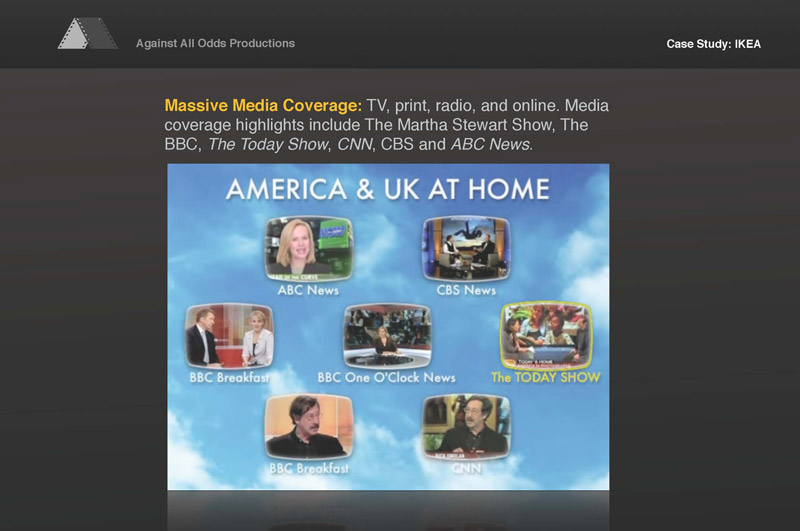 Against All Odds Productions
Case Study: IKEA
Massive Media Coverage: TV, print, radio, and online. Media
coverage highlights include The Martha Stewart Show, The
BBC, The Today Show, CNN, CBS and ABC News.
AMERICA & UK AT HOME
ABC News
CBS News
BBC Breakfast
BBC One O'Clock News
The TODAY SHOW
BBC Breakfast
CNN